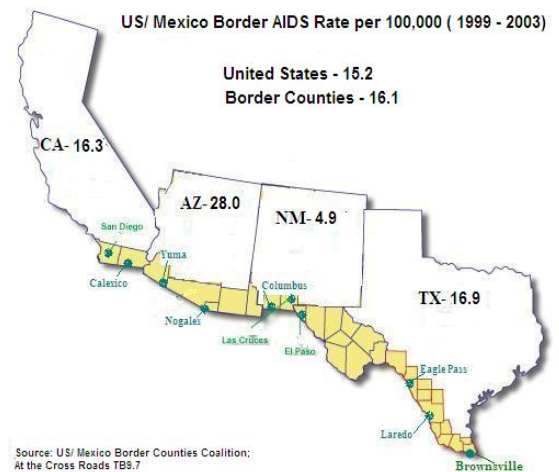 US/ Mexico Border AIDS Rate per 100,000 ( 1999 - 2003)
United States - 15.2
Border Counties - 16.1
CA- 16.3
AZ- 28.0
NM- 4.9
TX- 16.9
San Diego
Calexico
Yuma
Nogales
Columbus
Las Cruces
El Paso
Eagle Pass
Laredo
Brownsville
Source: US/ Mexico Border Counties Coalition;
At the Cross Roads TB9.7